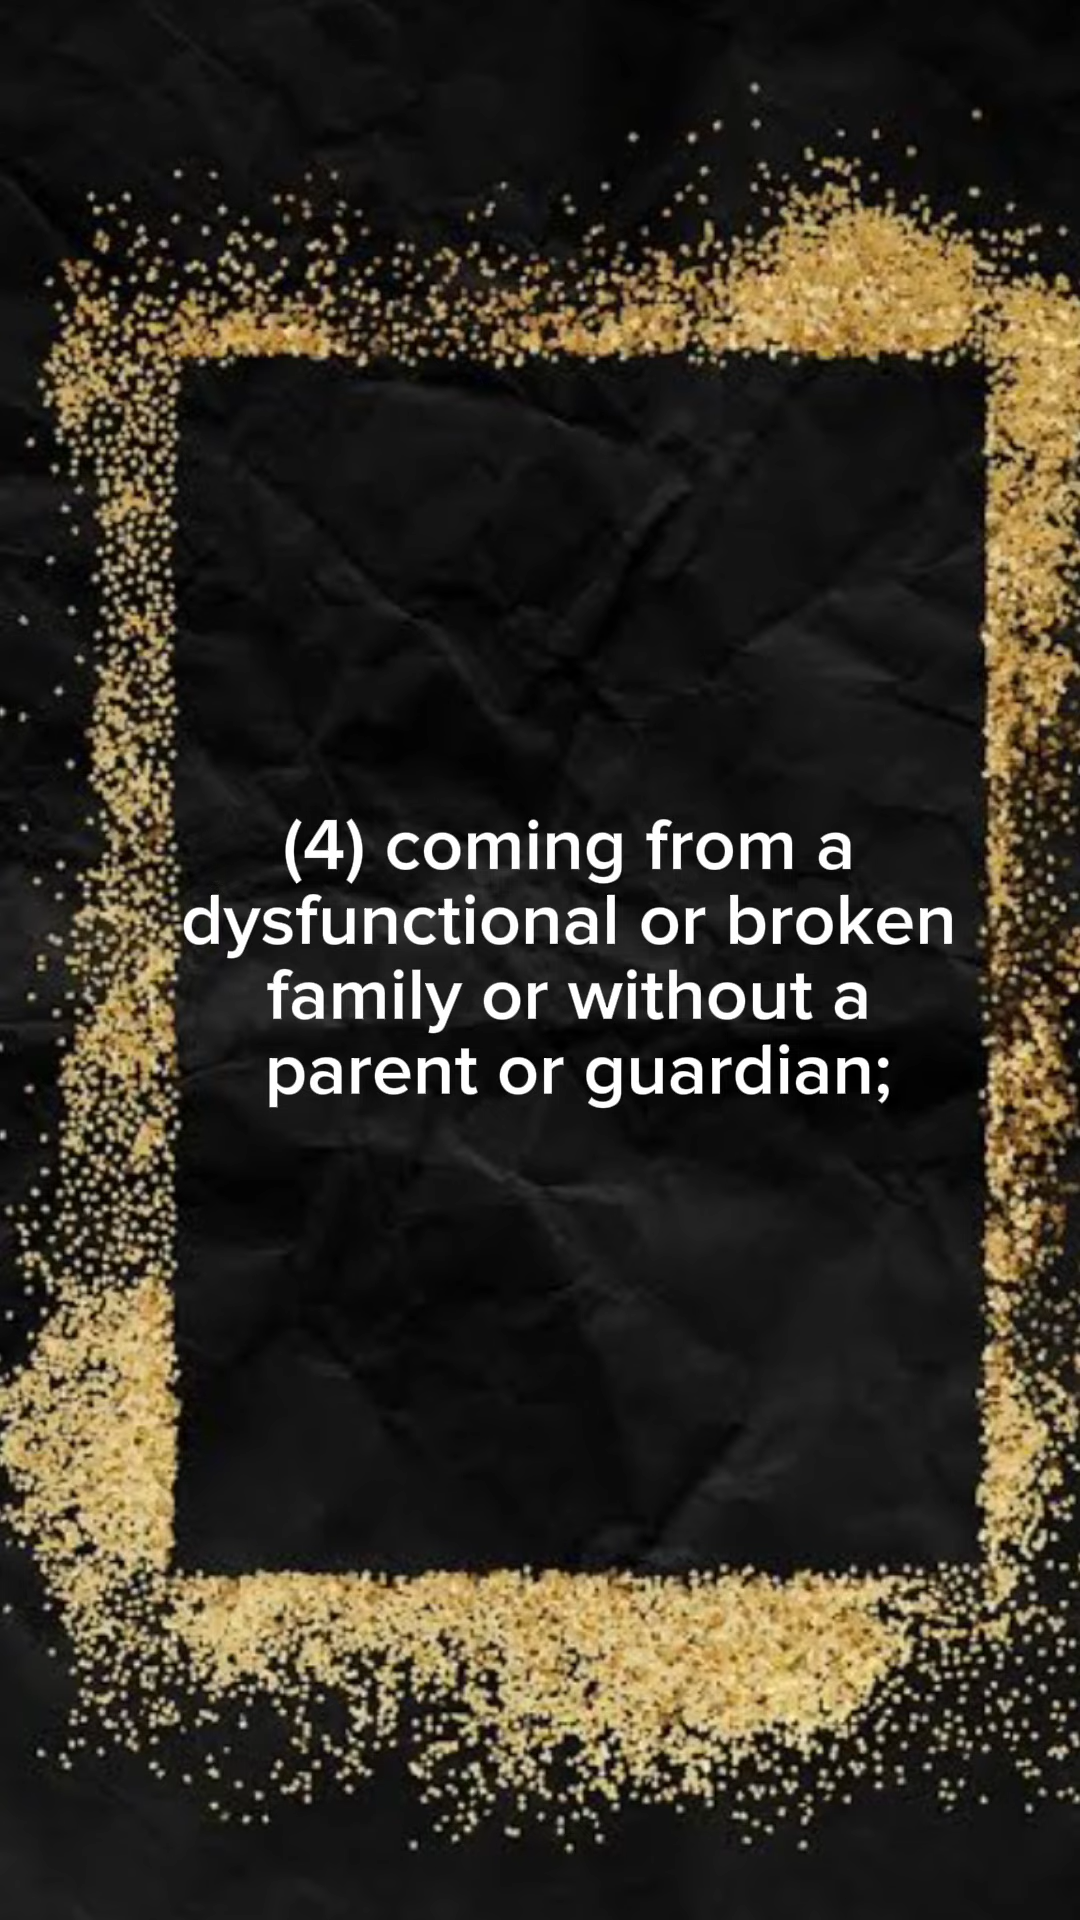 (4) coming from a
dysfunctional or broken
family or without a
parent or guardian;